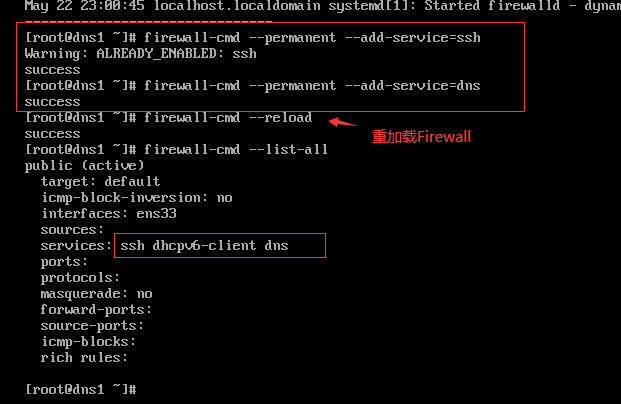 May 22 23:00:45 localhost.localdomain systemd[1]: Started firewalld - dynam
[root@dns1 ~]# firewall-cmd --permanent --add-service=ssh
Warning: ALREADY_ENABLED: ssh
success
[root@dns1 ~]# firewall-cmd --permanent --add-service=dns
success
[root@dns1 ~]# firewall-cmd --reload
success
重加载Firewall
[root@dns1 ~]# firewall-cmd --list-all
public (active)
target: default
icmp-block-inversion: no
interfaces: ens33
sources:
services: ssh dhcpv6-client dns
ports:
protocols:
masquerade: no
forward-ports:
source-ports:
icmp-blocks:
rich rules:
[root@dns1 ~]#